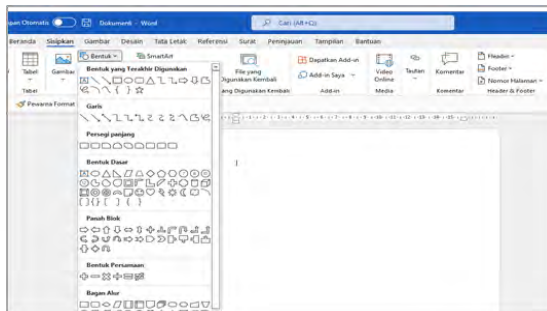 pan Otomatis Dokument - Word Cari (Alt+Q)
Beranda Sisipkan Gambar Desain Tata Letak Referensi Surat Peninjauan Tampilan Bantuan
Bentuk SmartArt
Tabel
Gambar
Bentuk yang Terakhir Digunakan
Garis
Persegi panjang
Bentuk Dasar
Panah Blok
Bentuk Persamaan
Bagan Alir
File yang
Digunakan Kembali
ang Digunakan Kembali
Dapatkan Add-in
Add-in Saya
Add-in
Video
Online
Media
Tautan
Komentar
Komentar
Header
Footer
Nomor Halaman
Header & Footer
Tabel
Pewarna Format